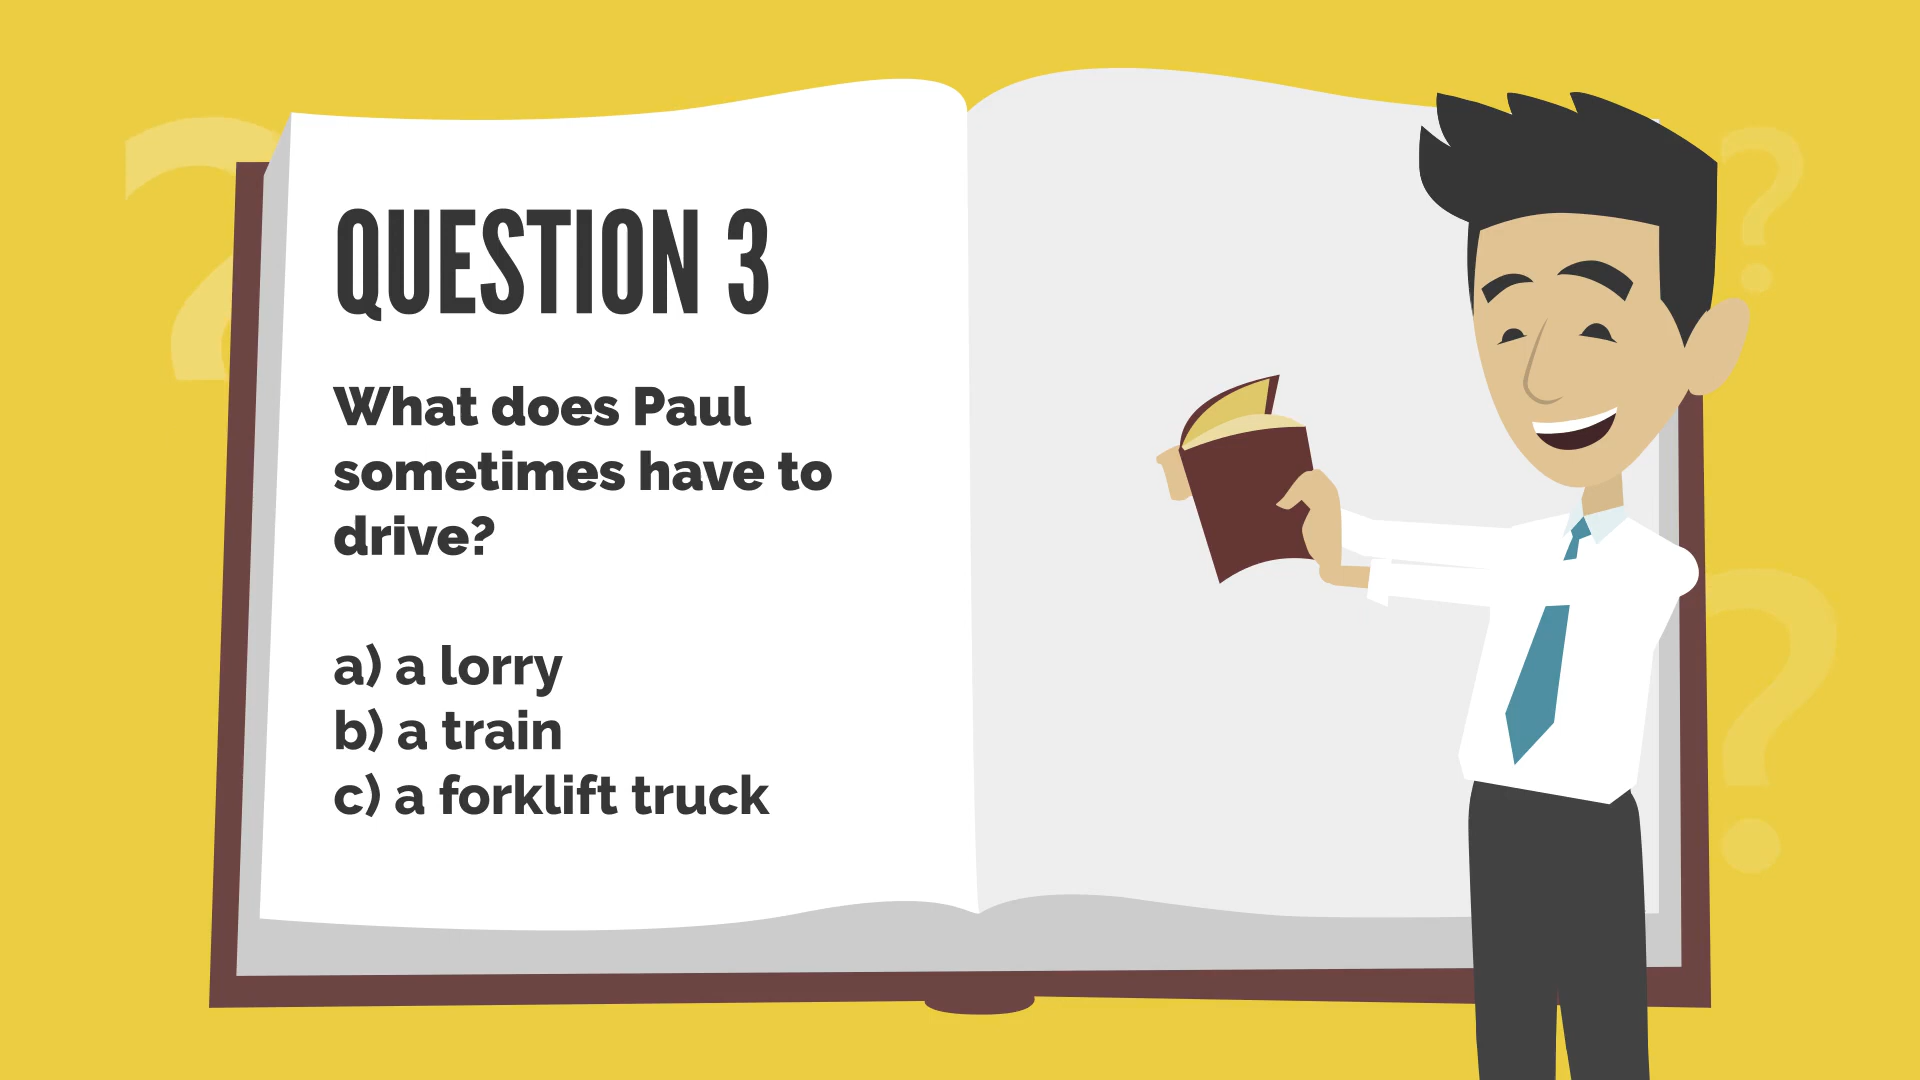 QUESTION 3
What does Paul
sometimes have to
drive?
a) a lorry
b) a train
c) a forklift truck